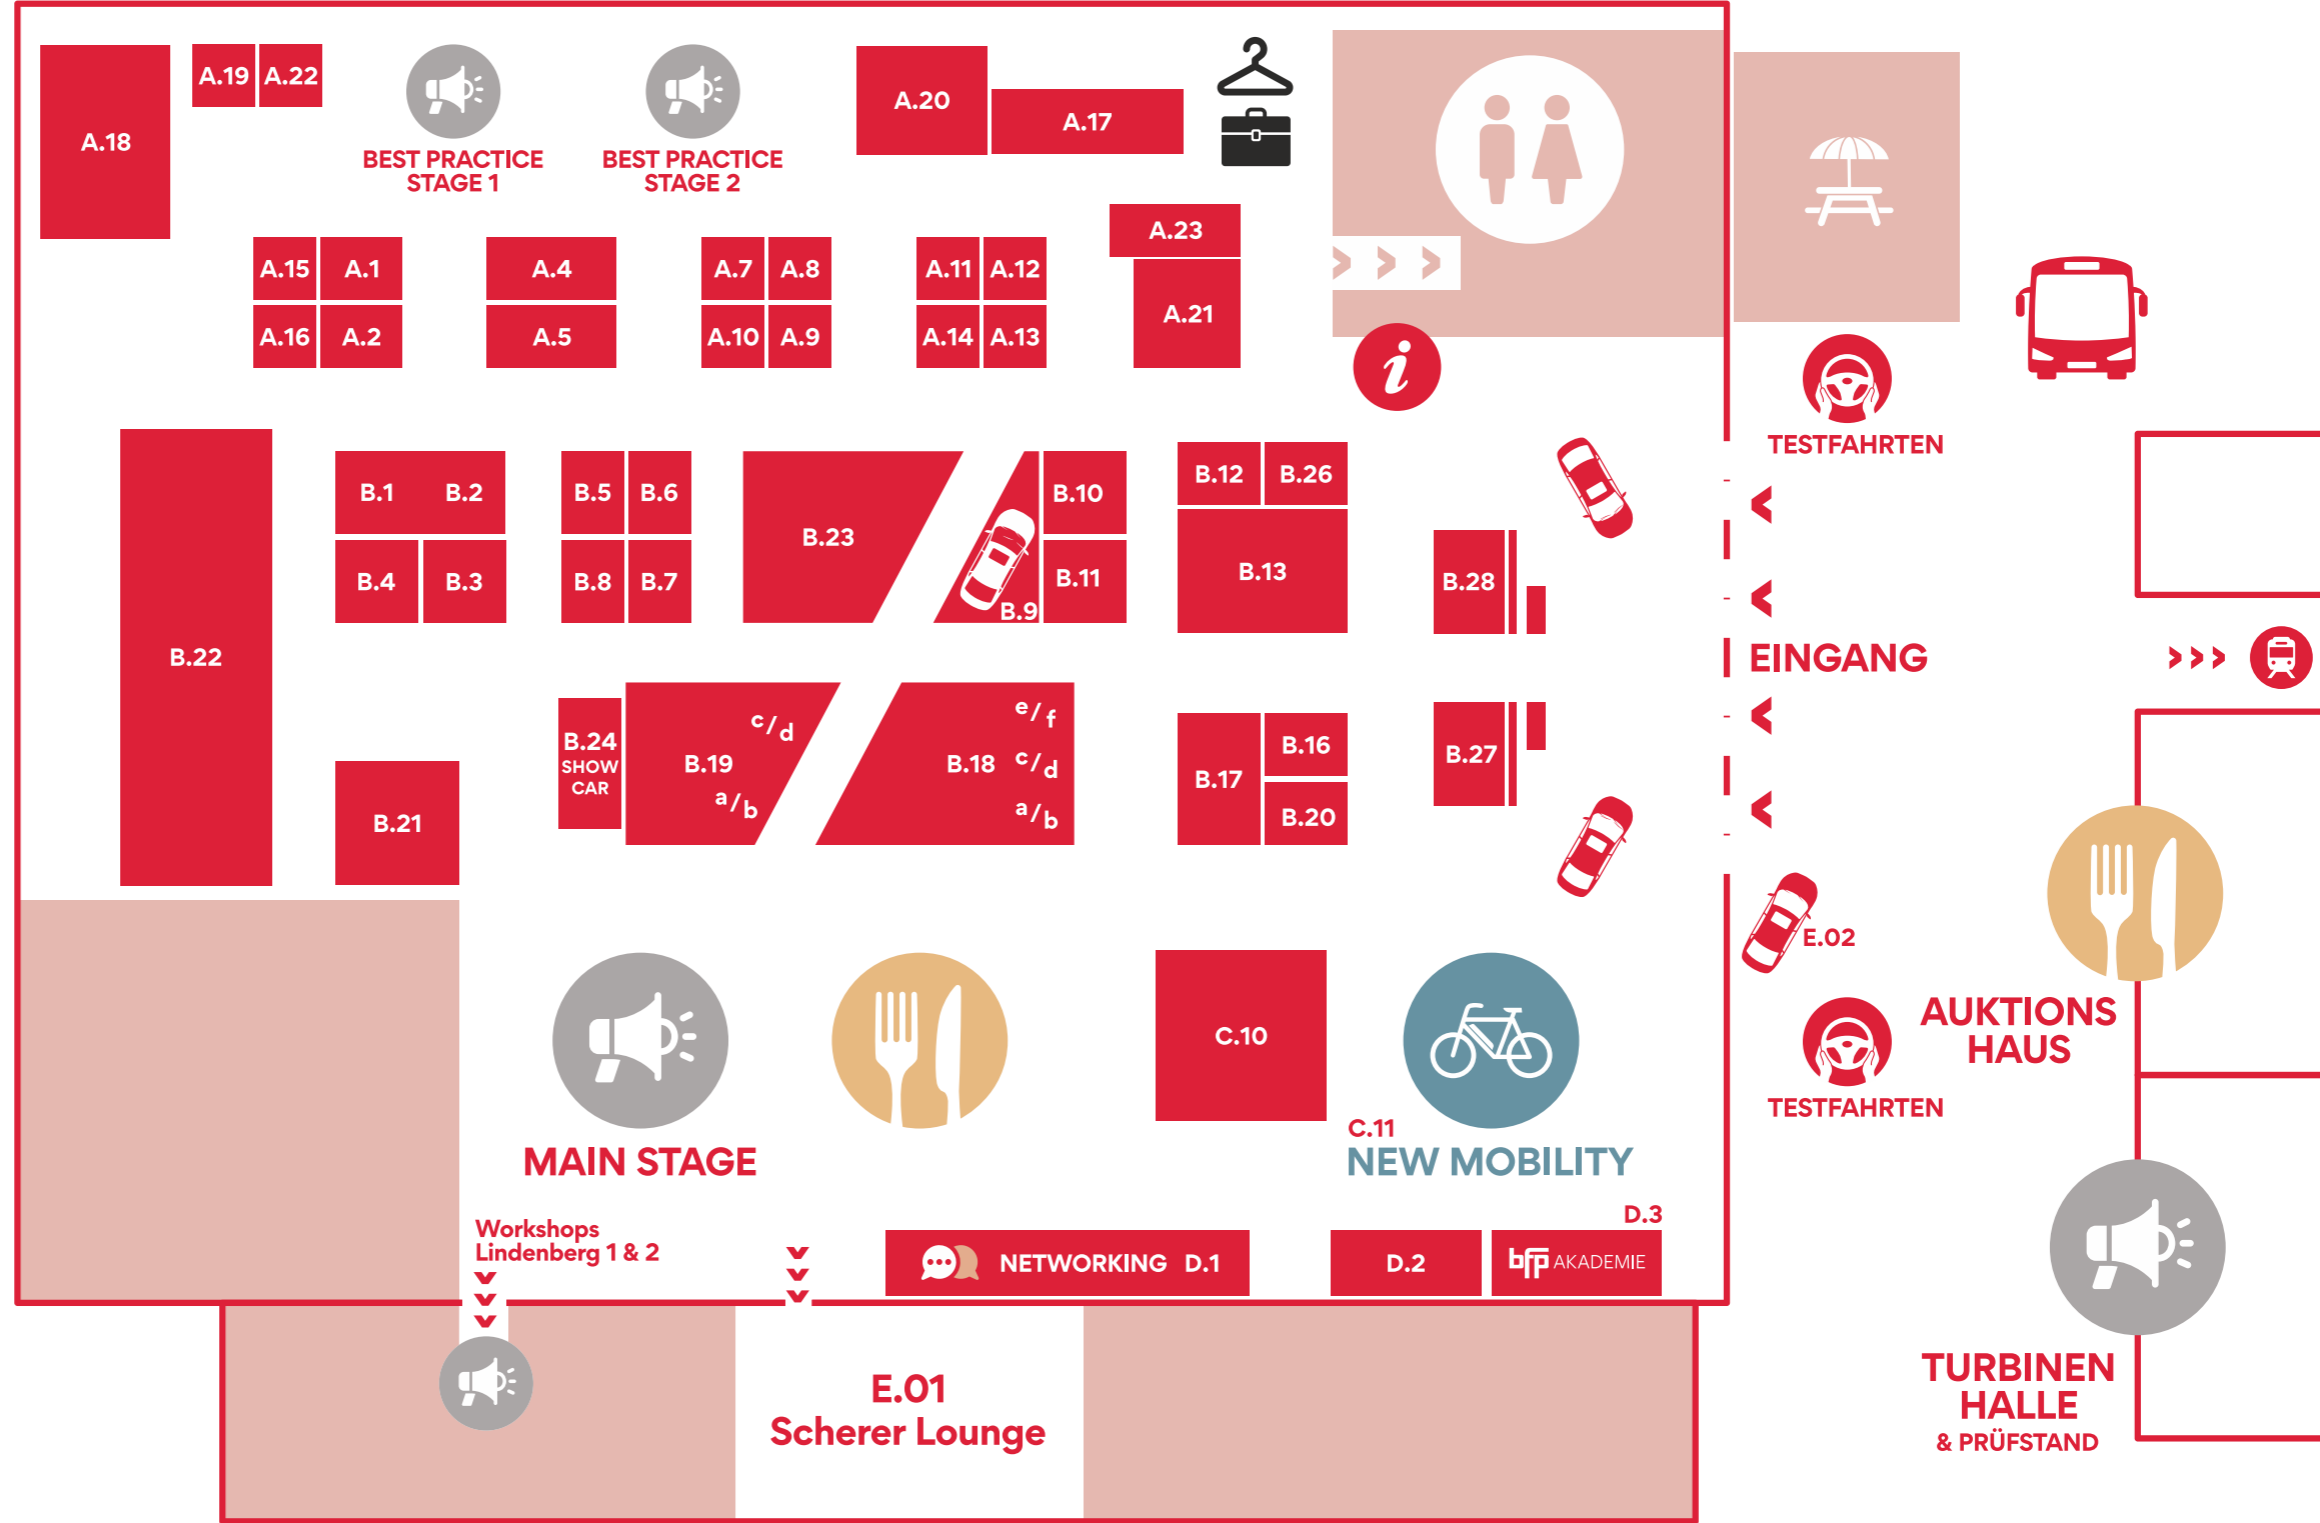 A.19 A.22
A.18
BEST PRACTICE
STAGE 1
BEST PRACTICE
STAGE 2
A.20
A.17
A.23
A.21
A.15 A.1
A.16 A.2
A.4
A.5
A.7 A.8
A.10 A.9
A.11 A.12
A.14 A.13
i
TESTFAHRTEN
B.22
B.1 B.2
B.4 B.3
B.5 B.6
B.8 B.7
B.23
B.9
B.10
B.11
B.12 B.26
B.13
B.28
EINGANG
B.24
SHOW
CAR
B.19
c/d
a/b
B.18
e/f
c/d
a/b
B.17
B.16
B.20
B.27
B.21
E.02
AUKTIONS
HAUS
TESTFAHRTEN
C.10
MAIN STAGE
C.11
NEW MOBILITY
Workshops
Lindenberg 1 & 2
NETWORKING D.1
D.2
D.3
bfp AKADEMIE
E.01
Scherer Lounge
TURBINEN
HALLE
& PRÜFSTAND